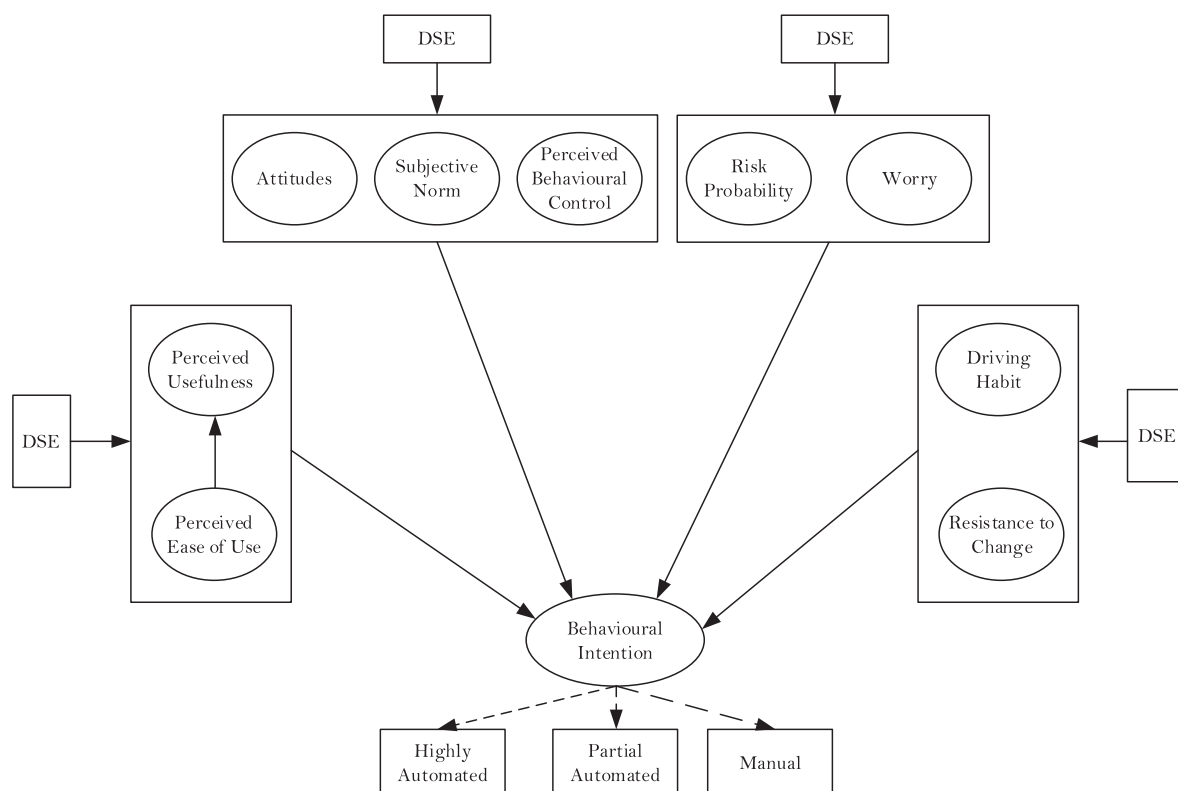 DSE
DSE
Attitudes
Subjective
Norm
Perceived
Behavioural
Control
Risk
Probability
Worry
Perceived
Usefulness
Driving
Habit
DSE
DSE
Perceived
Ease of Use
Resistance to
Change
Behavioural
Intention
Highly
Automated
Partial
Automated
Manual